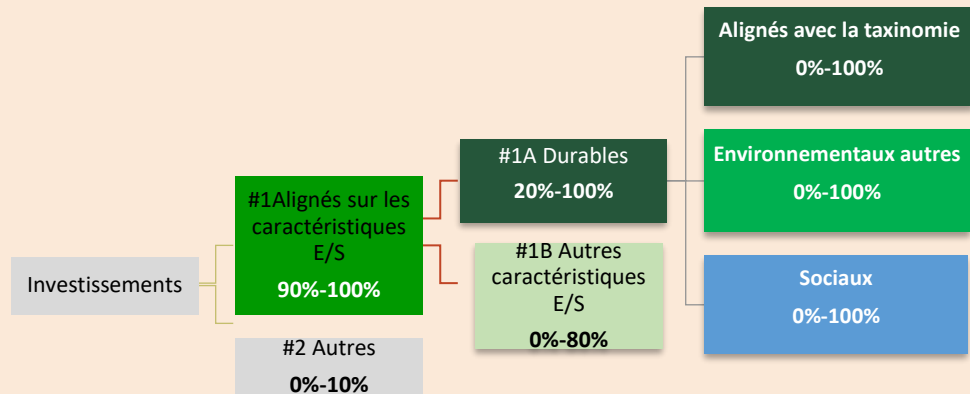 Investissements
#1Alignés sur les
caractéristiques
E/S
90%-100%
#2 Autres
0%-10%
#1A Durables
20%-100%
#1B Autres
caractéristiques
E/S
0%-80%
Alignés avec la taxinomie
0%-100%
Environnementaux autres
0%-100%
Sociaux
0%-100%